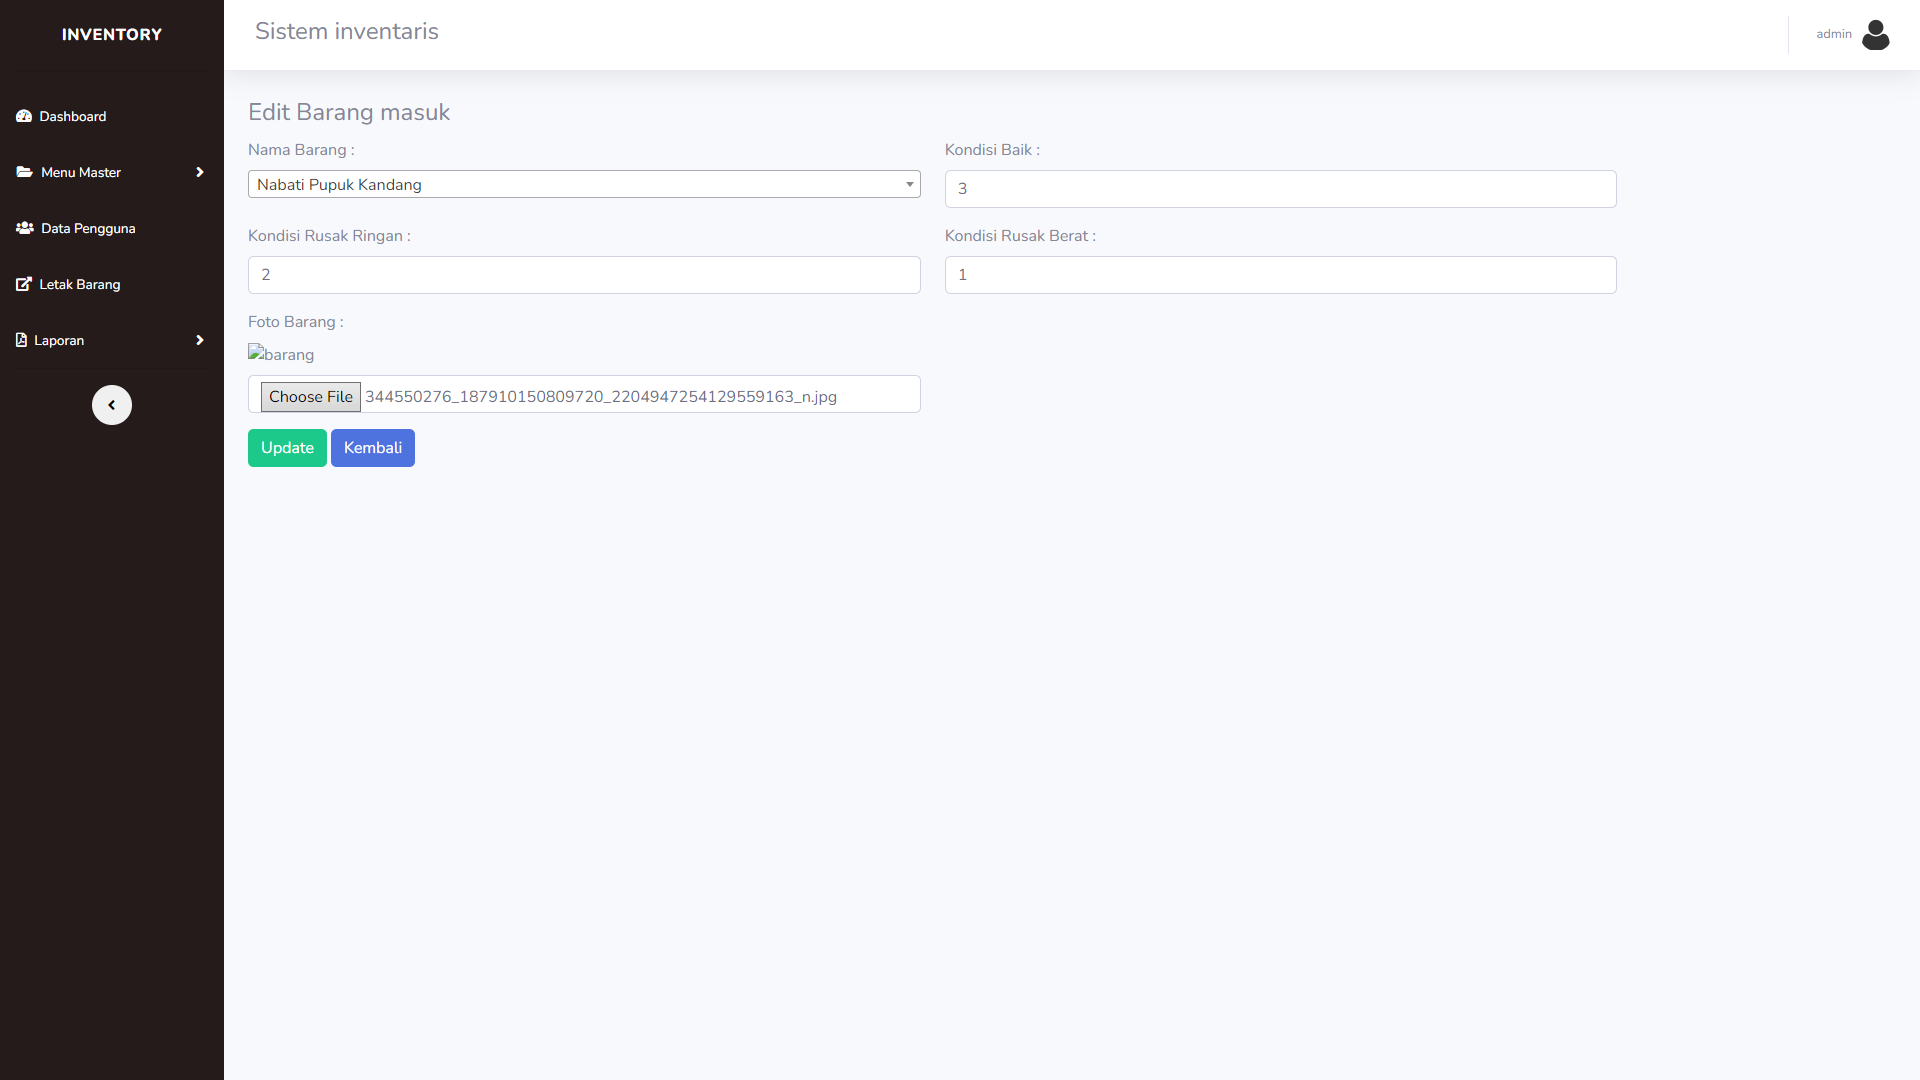 INVENTORY
Dashboard
Menu Master
Data Pengguna
Letak Barang
Laporan
Sistem inventaris
admin
Edit Barang masuk
Nama Barang :
Nabati Pupuk Kandang
Kondisi Baik :
3
Kondisi Rusak Ringan :
2
Kondisi Rusak Berat :
1
Foto Barang :
barang
Choose File 344550276_187910150809720_2204947254129559163_n.jpg
Update Kembali